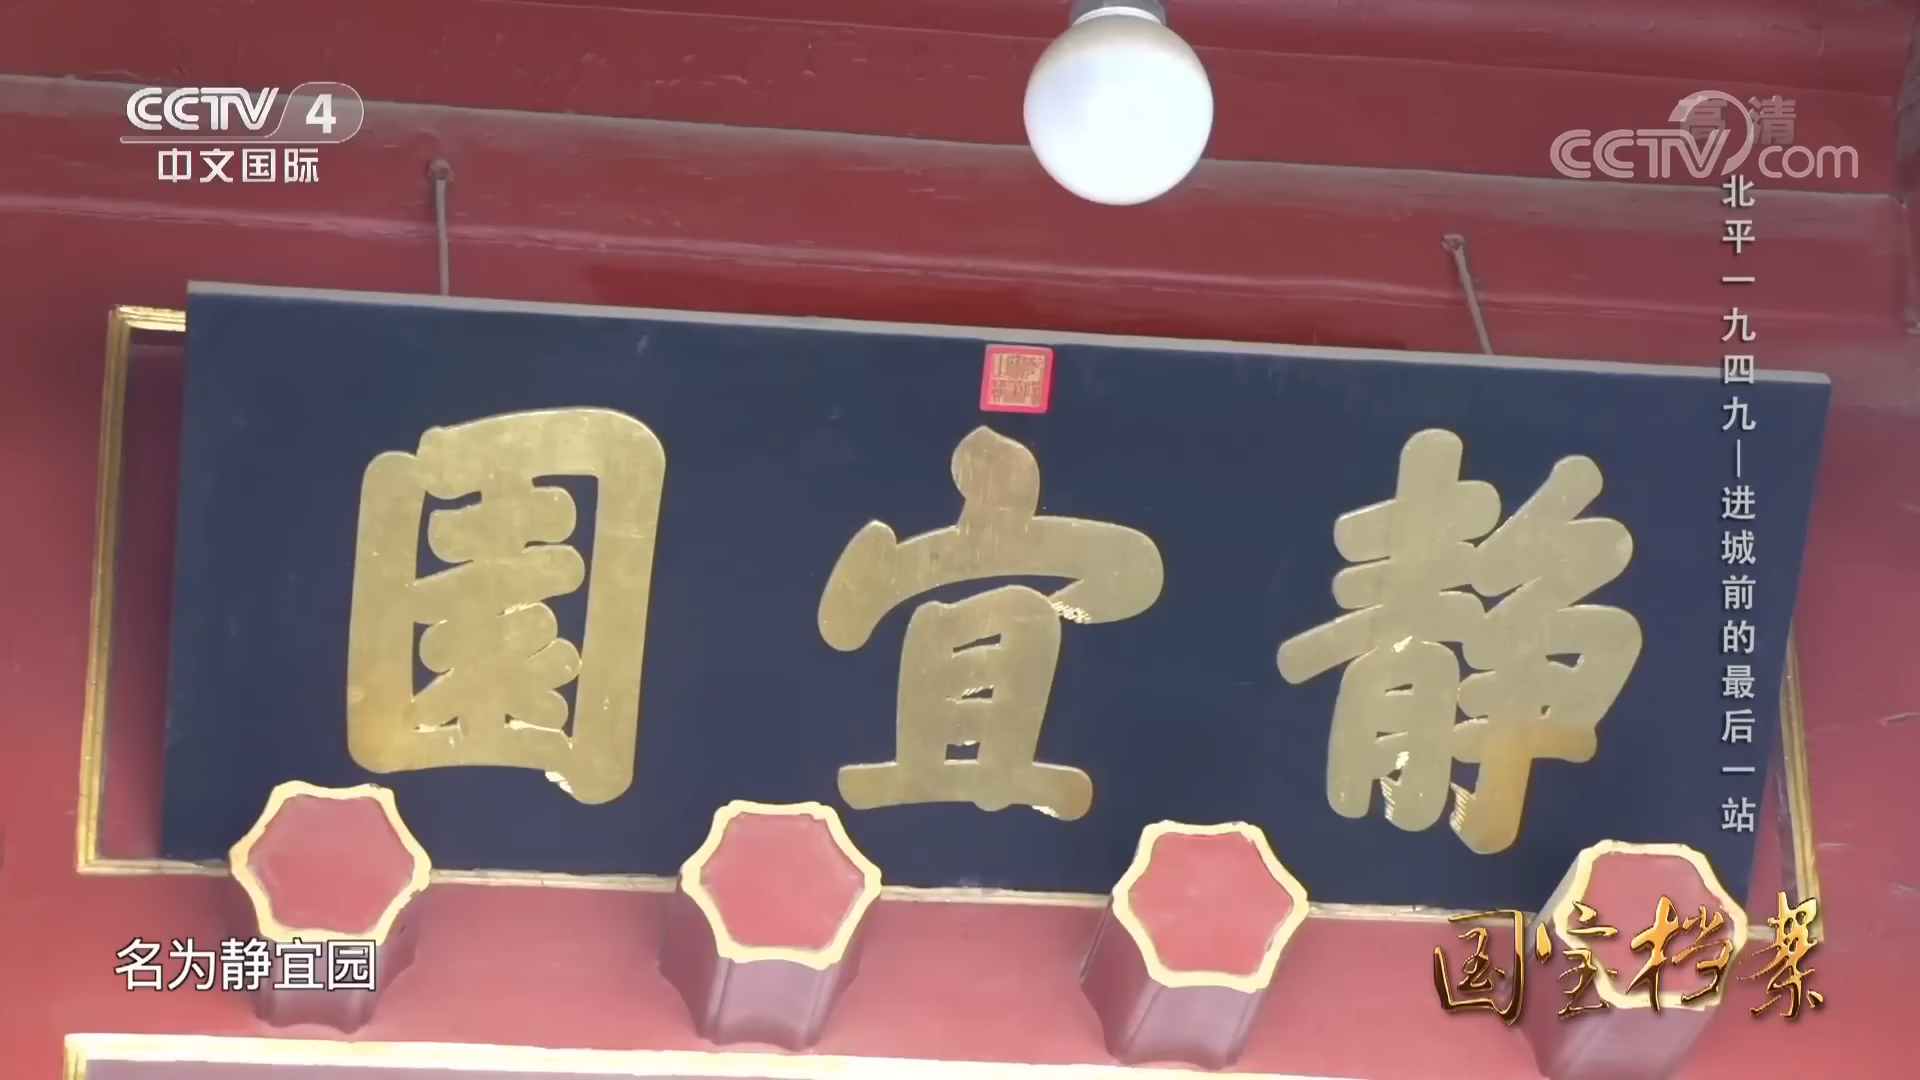 CCTV 4
中文国际
高清
CCTV.com
北平一九四九—进城前的最后一站
静宜園
名为静宜园
国宝档案